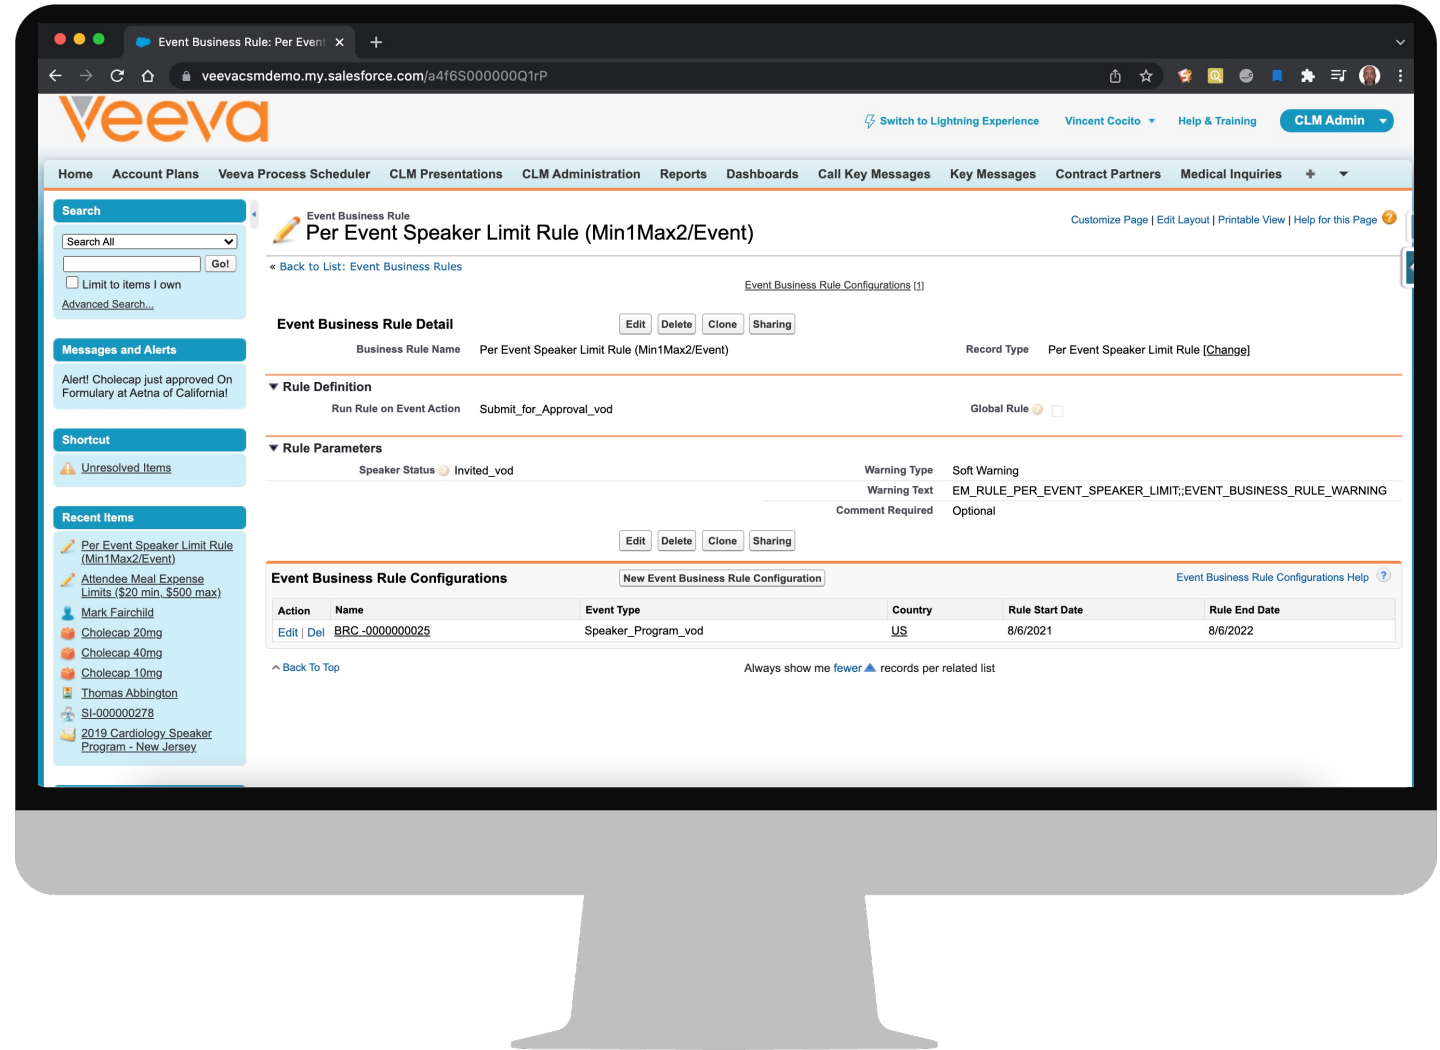 Event Business Rule: Per Event
veevacsmdemo.my.salesforce.com/a4f6S000000Q1rP
Veeva
Switch to Lightning Experience Vincent Cocito Help & Training CLM Admin
Home Account Plans Veeva Process Scheduler CLM Presentations CLM Administration Reports Dashboards Call Key Messages Key Messages Contract Partners Medical Inquiries +
Search
Search All
Go!
Limit to items I own
Advanced Search...
Messages and Alerts
Alert! Cholecap just approved On
Formulary at Aetna of California!
Shortcut
Unresolved Items
Recent Items
Per Event Speaker Limit Rule
(Min1Max2/Event)
Attendee Meal Expense
Limits ($20 min, $500 max)
Mark Fairchild
Cholecap 20mg
Cholecap 40mg
Cholecap 10mg
Thomas Abbington
SI-000000278
2019 Cardiology Speaker
Program - New Jersey
Event Business Rule
Per Event Speaker Limit Rule (Min1Max2/Event)
Customize Page | Edit Layout | Printable View | Help for this Page ?
« Back to List: Event Business Rules
Event Business Rule Configurations [1]
Event Business Rule Detail Edit Delete Clone Sharing
Business Rule Name Per Event Speaker Limit Rule (Min1Max2/Event) Record Type Per Event Speaker Limit Rule [Change]
Rule Definition
Run Rule on Event Action Submit_for_Approval_vod Global Rule ?
Rule Parameters
Speaker Status ? Invited_vod Warning Type Soft Warning
Warning Text EM_RULE_PER_EVENT_SPEAKER_LIMIT;;EVENT_BUSINESS_RULE_WARNING
Comment Required Optional
Edit Delete Clone Sharing
Event Business Rule Configurations New Event Business Rule Configuration Event Business Rule Configurations Help ?
Action Name Event Type Country Rule Start Date Rule End Date
Edit | Del BRC -0000000025 Speaker_Program_vod US 8/6/2021 8/6/2022
Back To Top Always show me fewer records per related list